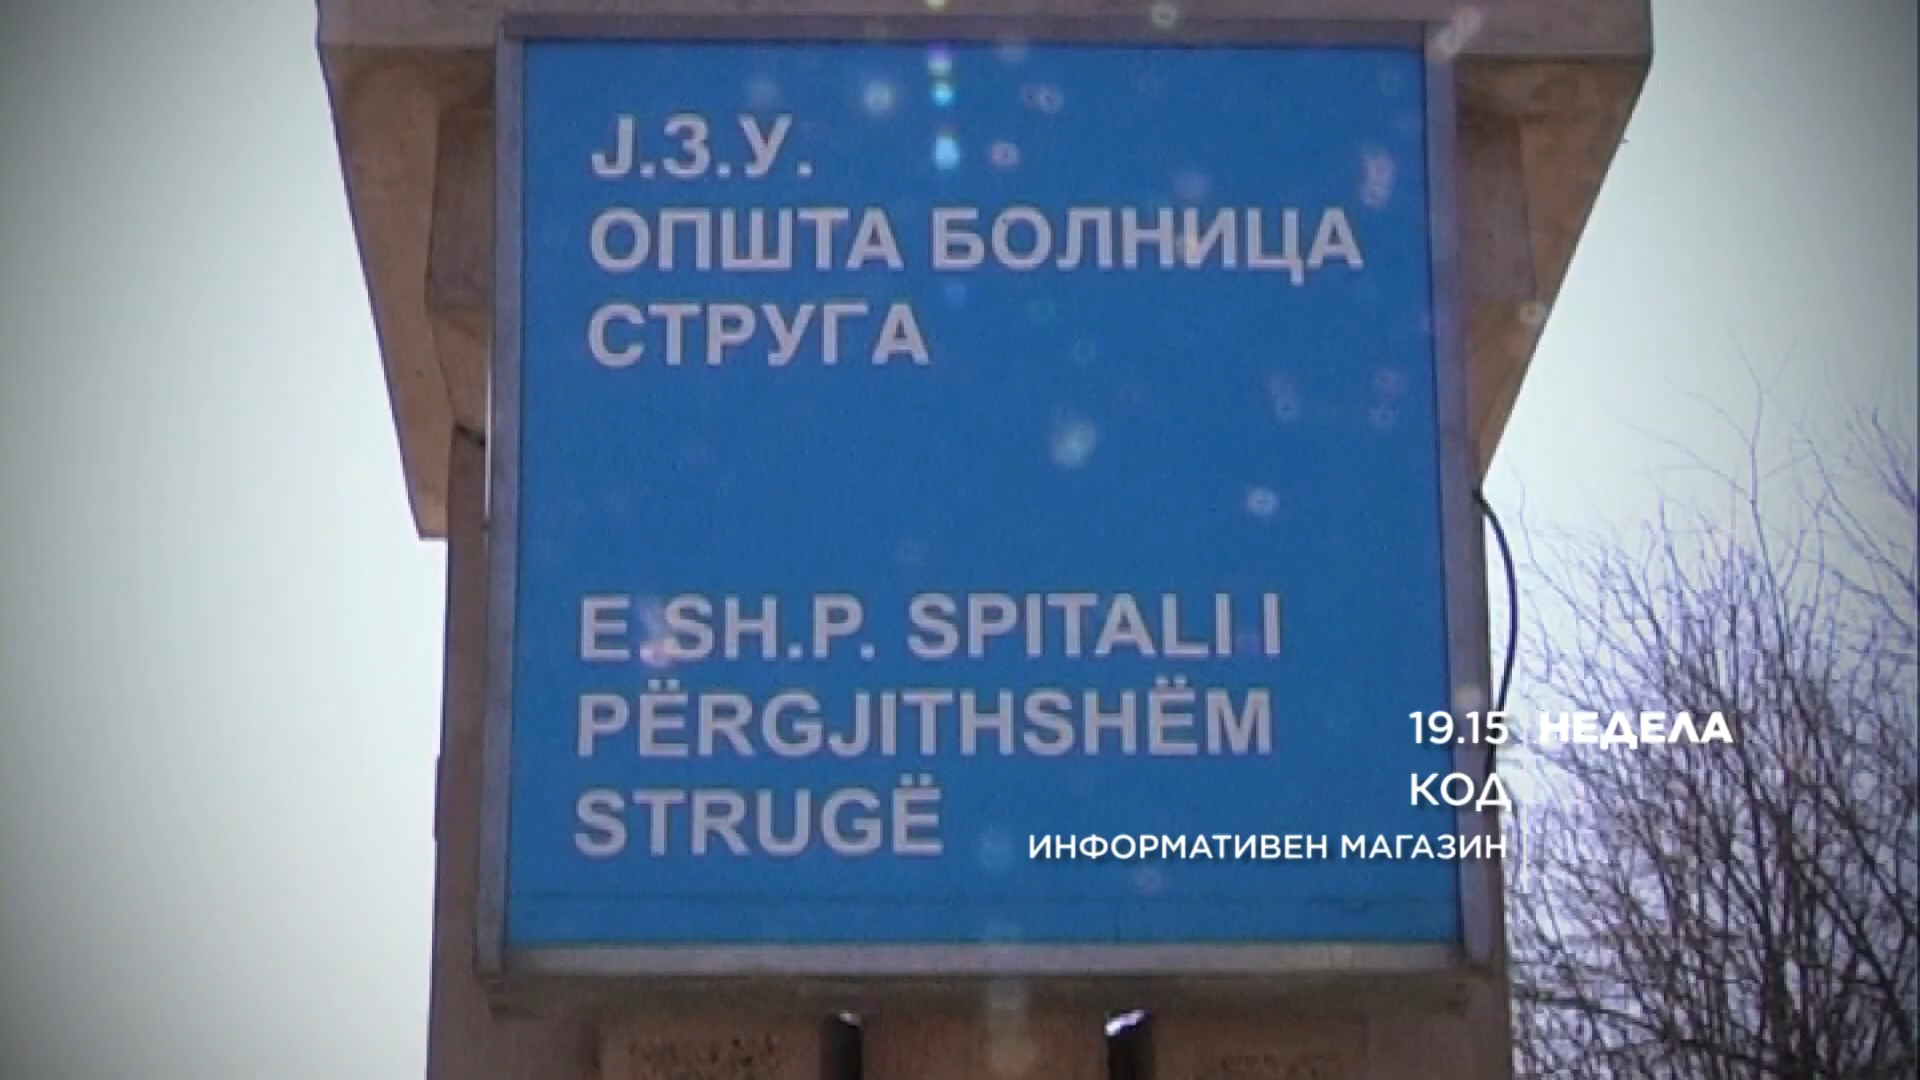 Ј.З.У.
ОПШТА БОЛНИЦА
СТРУГА
E.SH.P. SPITALI I
PËRGJITHSHËM
STRUGË
19.15 НЕДЕЛА
КОД
ИНФОРМАТИВЕН МАГАЗИН